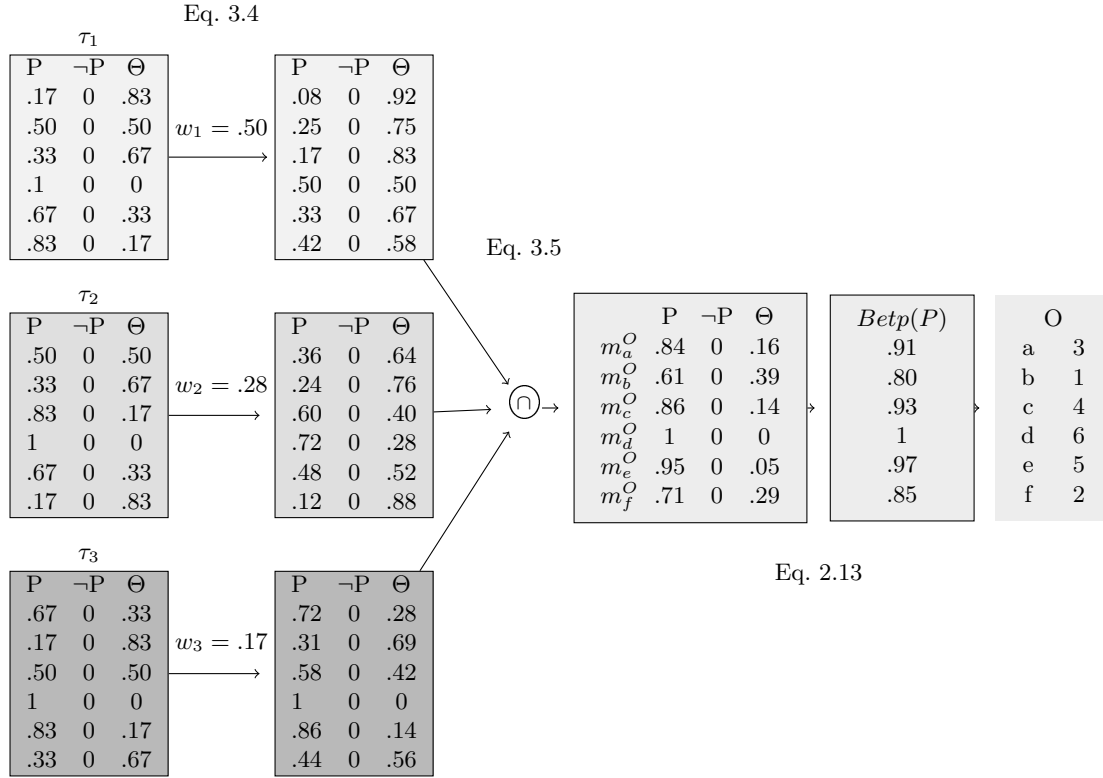 Eq. 3.4
τ1
P ¬P Θ
.17 0 .83
.50 0 .50
.33 0 .67
.1 0 0
.67 0 .33
.83 0 .17
w1 = .50
P ¬P Θ
.08 0 .92
.25 0 .75
.17 0 .83
.50 0 .50
.33 0 .67
.42 0 .58
τ2
P ¬P Θ
.50 0 .50
.33 0 .67
.83 0 .17
1 0 0
.67 0 .33
.17 0 .83
w2 = .28
P ¬P Θ
.36 0 .64
.24 0 .76
.60 0 .40
.72 0 .28
.48 0 .52
.12 0 .88
τ3
P ¬P Θ
.67 0 .33
.17 0 .83
.50 0 .50
1 0 0
.83 0 .17
.33 0 .67
w3 = .17
P ¬P Θ
.72 0 .28
.31 0 .69
.58 0 .42
1 0 0
.86 0 .14
.44 0 .56
Eq. 3.5
∩
P ¬P Θ
m_a^O .84 0 .16
m_b^O .61 0 .39
m_c^O .86 0 .14
m_d^O 1 0 0
m_e^O .95 0 .05
m_f^O .71 0 .29
Betp(P)
.91
.80
.93
1
.97
.85
O
a 3
b 1
c 4
d 6
e 5
f 2
Eq. 2.13